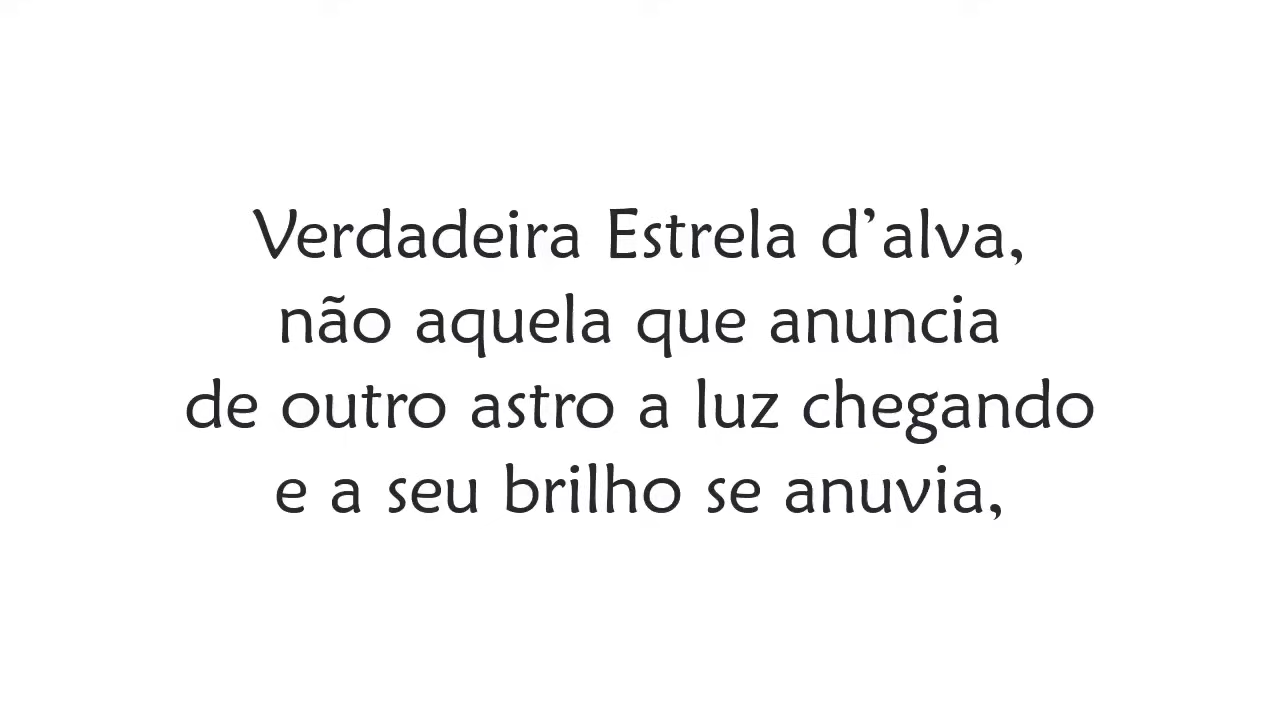 Verdadeira Estrela d’alva,
não aquela que anuncia
de outro astro a luz chegando
e a seu brilho se anuvia,